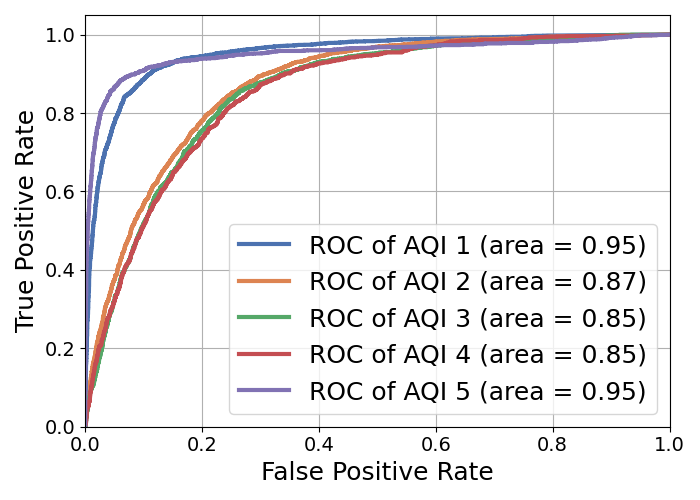 1.0
0.8
0.6
0.4
0.2
0.0
True Positive Rate
ROC of AQI 1 (area = 0.95)
ROC of AQI 2 (area = 0.87)
ROC of AQI 3 (area = 0.85)
ROC of AQI 4 (area = 0.85)
ROC of AQI 5 (area = 0.95)
0.0 0.2 0.4 0.6 0.8 1.0
False Positive Rate